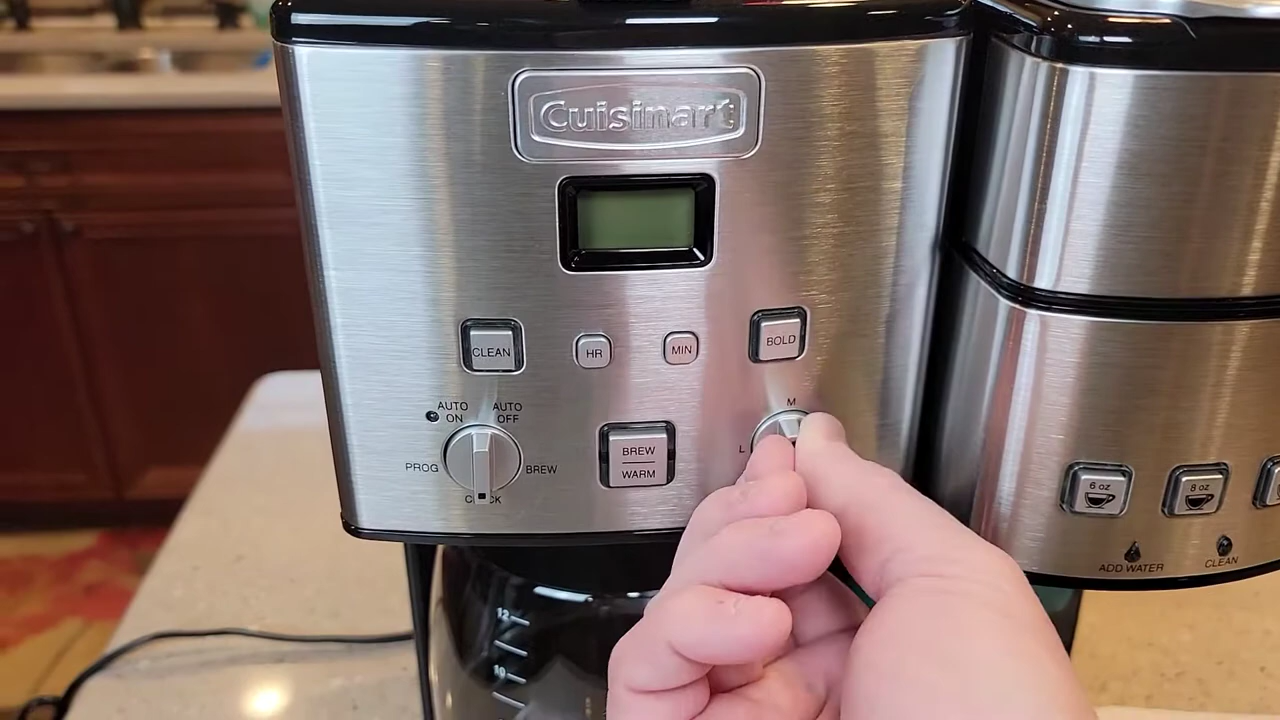 Cuisinart
CLEAN
HR
MIN
BOLD
AUTO
ON
AUTO
OFF
M
L
PROG
BREW
BREW
WARM
CLOCK
6 oz
8 oz
ADD WATER
CLEAN
12
10